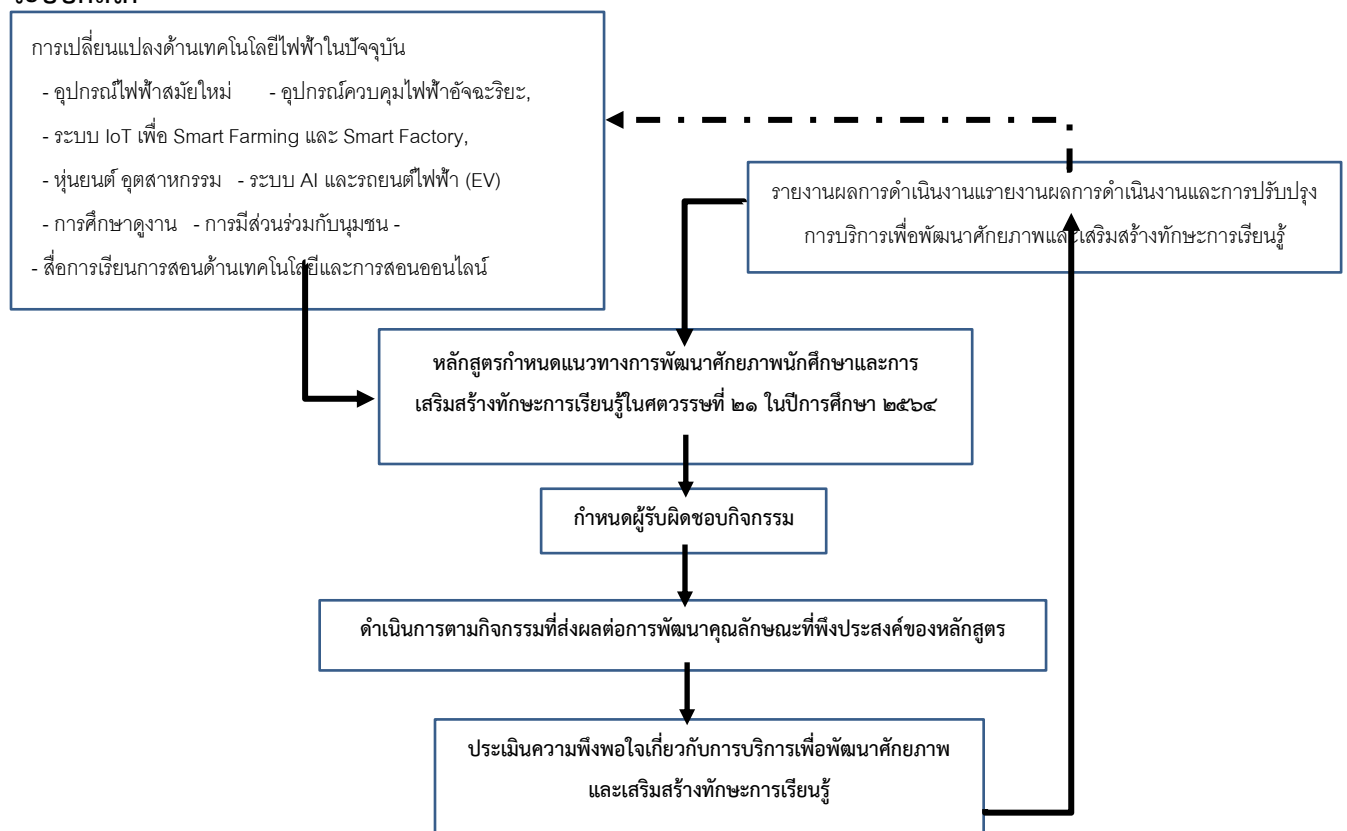 การเปลี่ยนแปลงด้านเทคโนโลยีไฟฟ้าในปัจจุบัน
- อุปกรณ์ไฟฟ้าสมัยใหม่ - อุปกรณ์ควบคุมไฟฟ้าอัจฉะริยะ,
- ระบบ IoT เพื่อ Smart Farming และ Smart Factory,
- หุ่นยนต์ อุตสาหกรรม - ระบบ AI และรถยนต์ไฟฟ้า (EV)
- การศึกษาดูงาน - การมีส่วนร่วมกับนุมชน -
- สื่อการเรียนการสอนด้านเทคโนโลยีและการสอนออนไลน์
รายงานผลการดำเนินงานแรายงานผลการดำเนินงานและการปรับปรุง
การบริการเพื่อพัฒนาศักยภาพและเสริมสร้างทักษะการเรียนรู้
หลักสูตรกำหนดแนวทางการพัฒนาศักยภาพนักศึกษาและการ
เสริมสร้างทักษะการเรียนรู้ในศตวรรษที่ ๒๑ ในปีการศึกษา ๒๕๖๔
กำหนดผู้รับผิดชอบกิจกรรม
ดำเนินการตามกิจกรรมที่ส่งผลต่อการพัฒนาคุณลักษณะที่พึงประสงค์ของหลักสูตร
ประเมินความพึงพอใจเกี่ยวกับการบริการเพื่อพัฒนาศักยภาพ
และเสริมสร้างทักษะการเรียนรู้